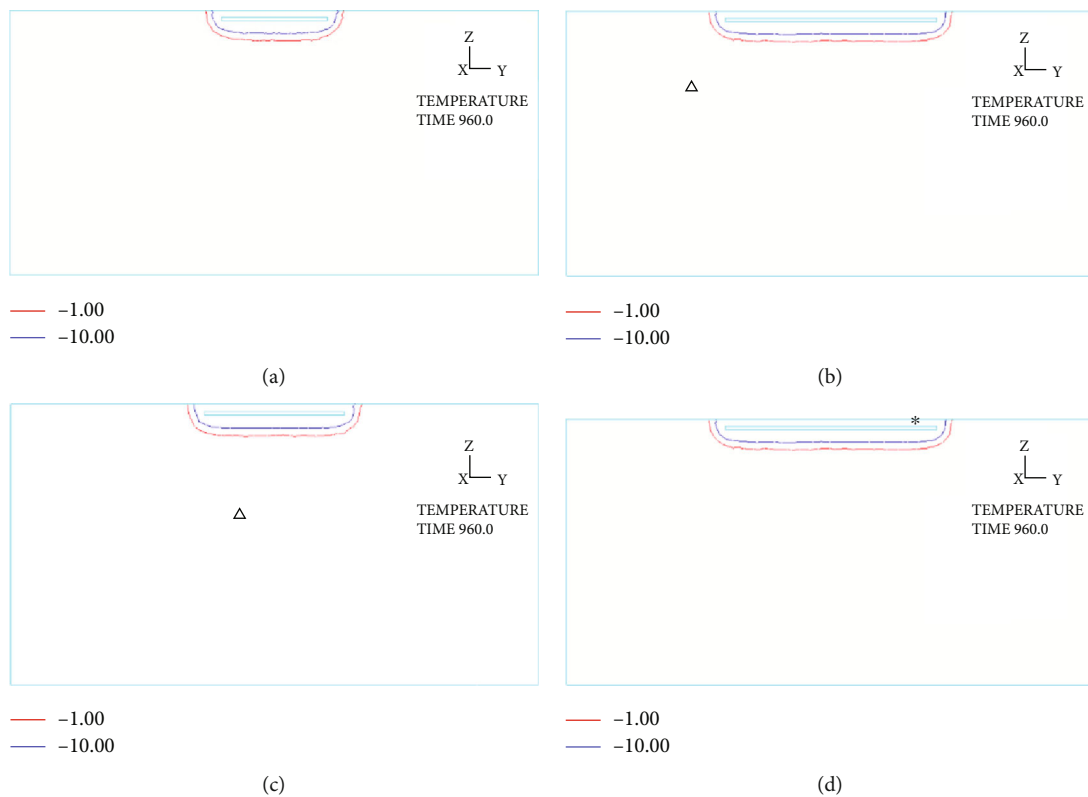 Z
X Y
TEMPERATURE
TIME 960.0
–1.00
–10.00
(a)
Z
X Y
TEMPERATURE
TIME 960.0
–1.00
–10.00
(b)
Z
X Y
TEMPERATURE
TIME 960.0
–1.00
–10.00
(c)
*
Z
X Y
TEMPERATURE
TIME 960.0
–1.00
–10.00
(d)